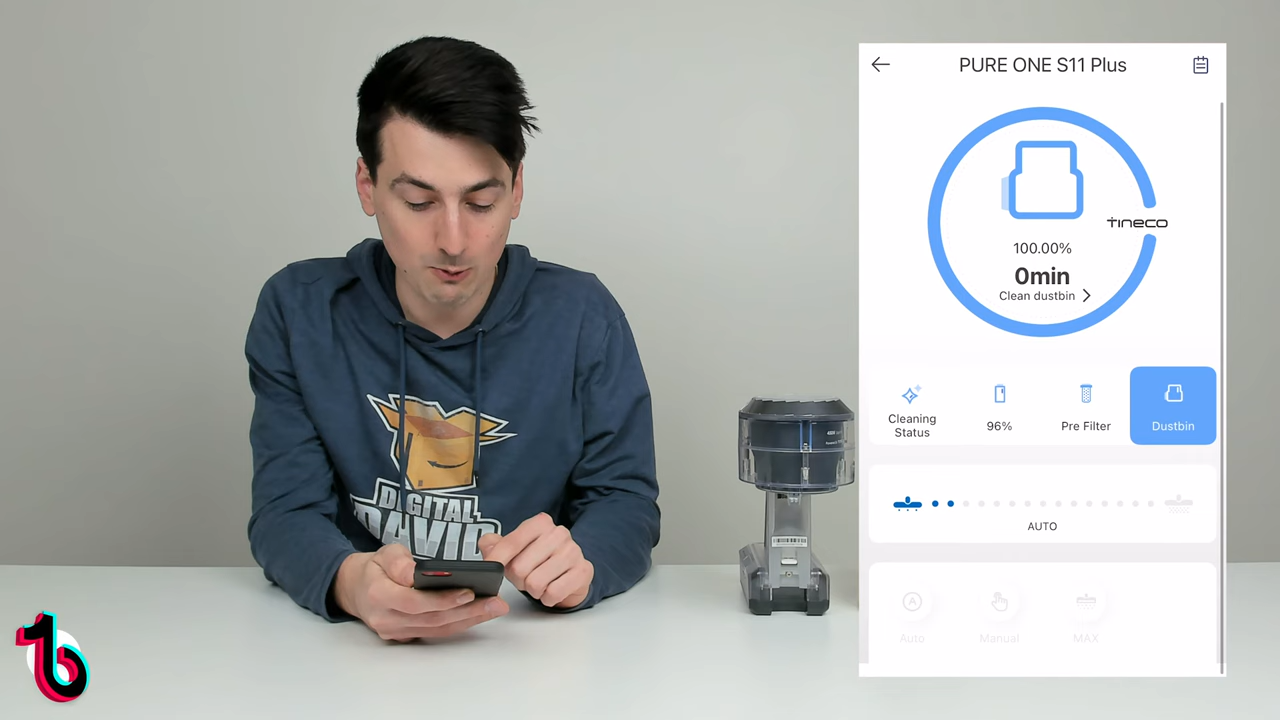 PURE ONE S11 Plus
TINECO
100.00%
0min
Clean dustbin
Cleaning
Status
96%
Pre Filter
Dustbin
AUTO
Auto
Manual
MAX
DIGITAL
DAVID